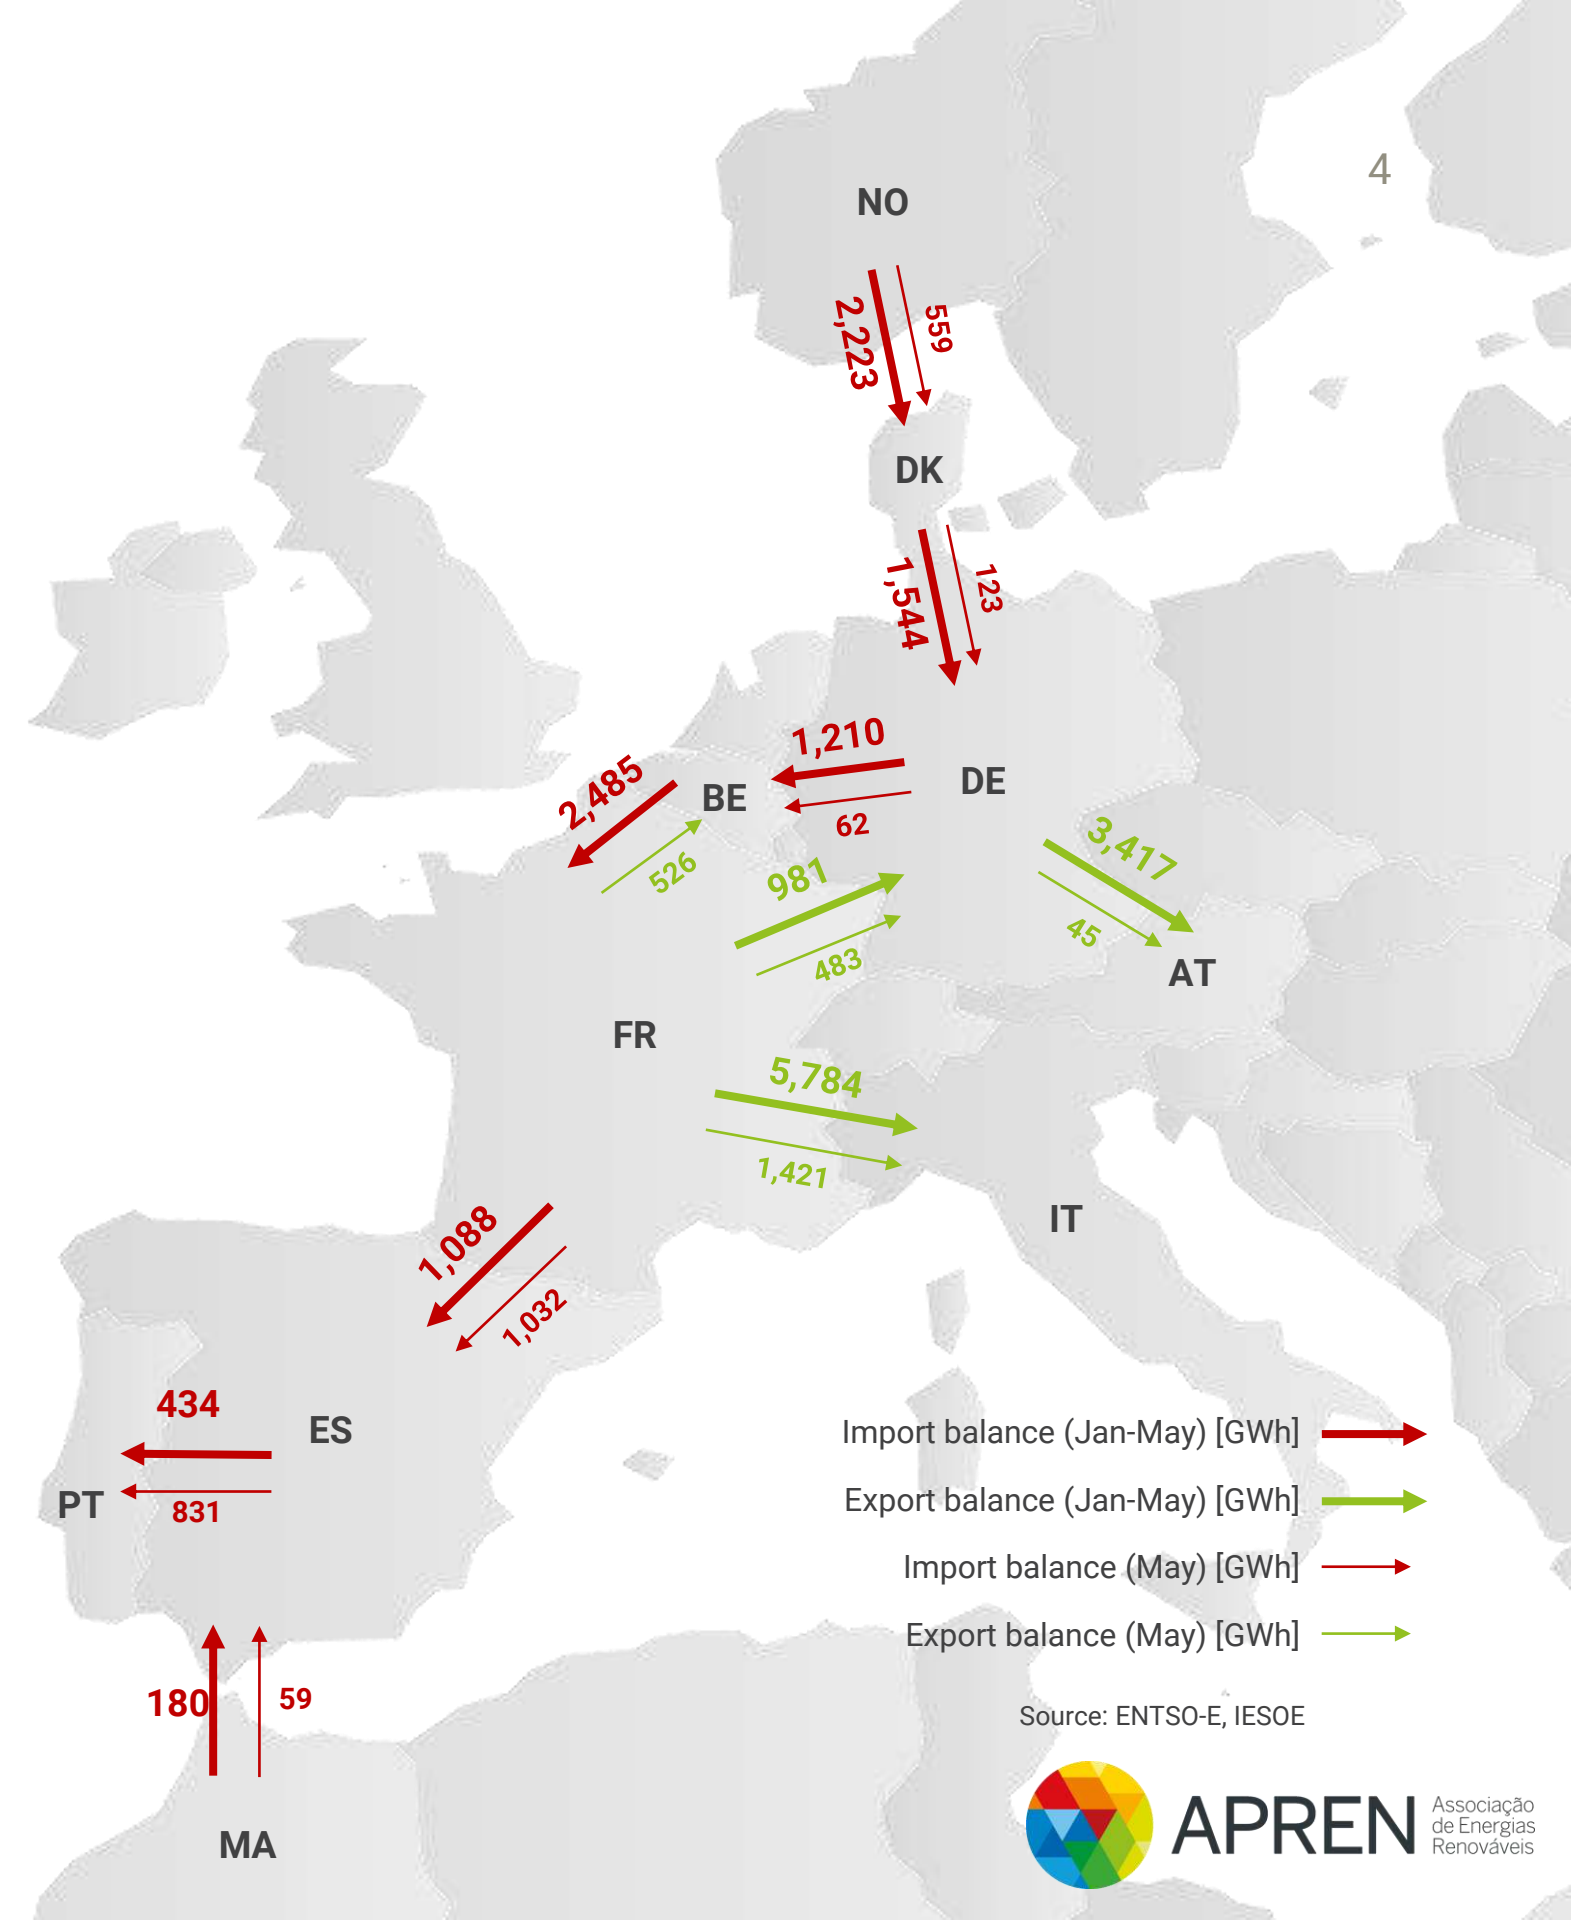 4
NO
2,223
559
DK
1,544
123
1,210
DE
2,485
BE
62
3,417
526
981
45
483
AT
FR
5,784
1,421
1,088
IT
1,032
434
ES
Import balance (Jan-May) [GWh]
PT
831
Export balance (Jan-May) [GWh]
Import balance (May) [GWh]
Export balance (May) [GWh]
180
59
Source: ENTSO-E, IESOE
MA
APREN
Associação
de Energias
Renováveis